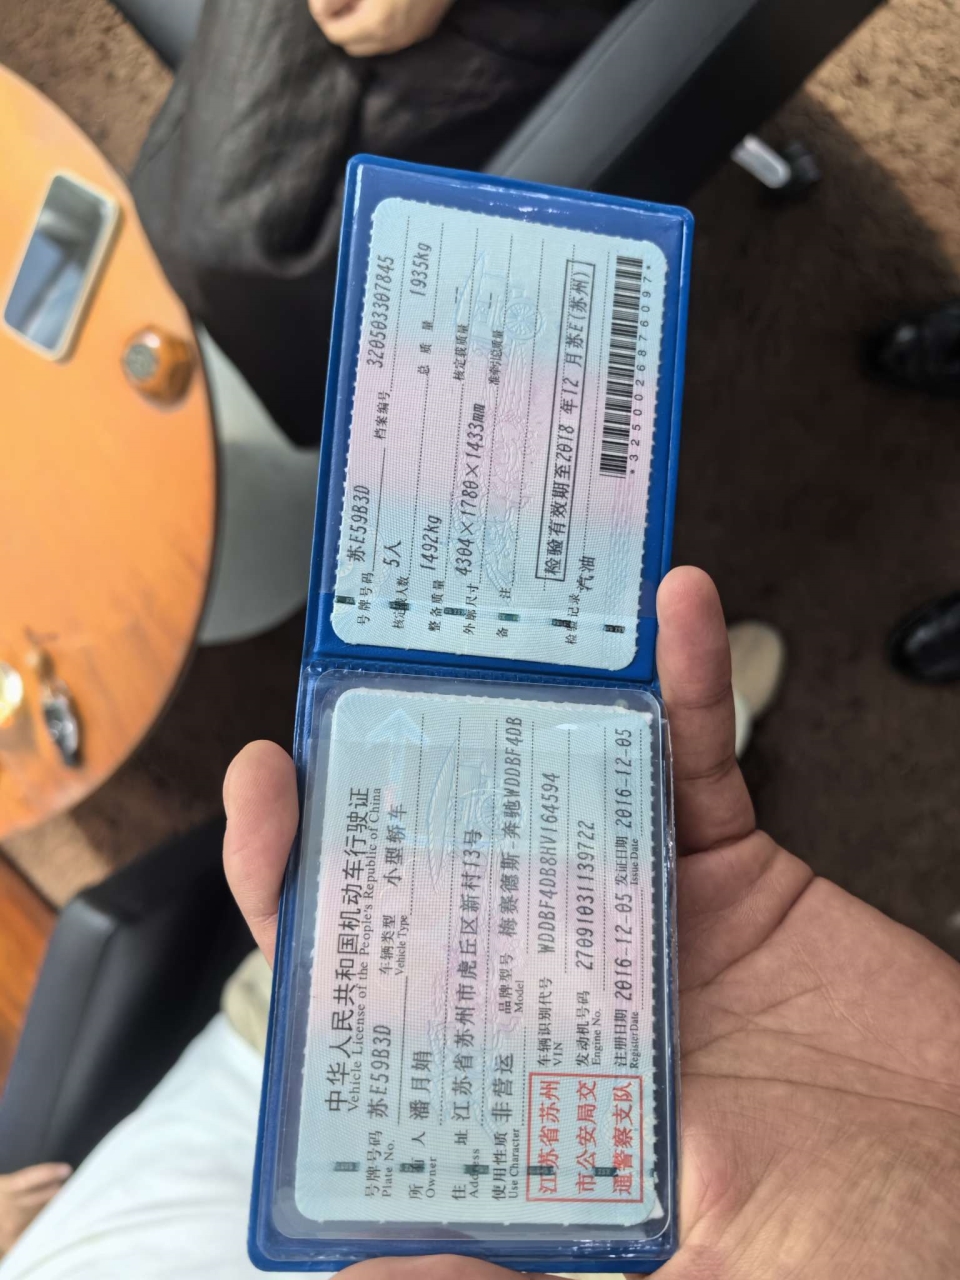 中华人民共和国机动车行驶证
Vehicle License of the People's Republic of China
号牌号码 苏E59B3D 车辆类型 小型轿车
Plate No. Vehicle Type
所有人 潘月娟
Owner
住址 江苏省苏州市虎丘区新村13号
Address
使用性质 非营运 品牌型号 梅赛德斯-奔驰WDDBF4DB
Use Character Model
江苏省苏州
市公安局交
通警察支队
车辆识别代号 WDDBF4DB8HV164594
VIN
发动机号码 27091031139722
Engine No.
注册日期 2016-12-05 发证日期 2016-12-05
Register Date Issue Date
号牌号码 苏E59B3D 档案编号 320503307845
核定载人数 5人 总质量 1935kg
整备质量 1492kg 核定载质量 --
外廓尺寸 4304×1780×1433mm 准牵引总质量 --
备注
检验有效期至2018年12月苏E(苏州)
检验记录 汽油
*3250026876097*